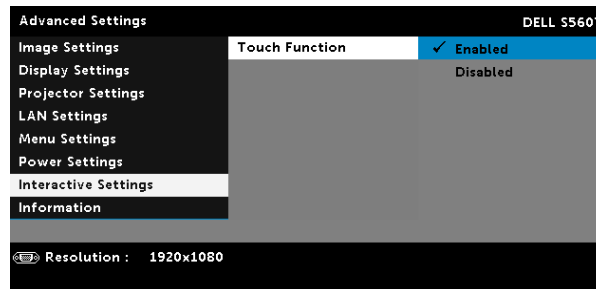 Advanced Settings DELL S560
Image Settings Touch Function ✓ Enabled
Display Settings Disabled
Projector Settings
LAN Settings
Menu Settings
Power Settings
Interactive Settings
Information
Resolution : 1920x1080